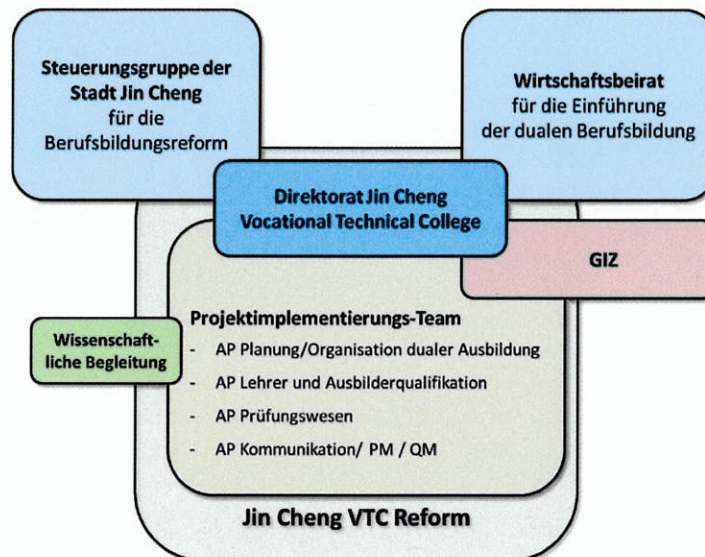 Steuerungsgruppe der
Stadt Jin Cheng
für die
Berufsbildungsreform
Wirtschaftsbeirat
für die Einführung
der dualen Berufsbildung
Direktorat Jin Cheng
Vocational Technical College
GIZ
Projektimplementierungs-Team
- AP Planung/Organisation dualer Ausbildung
- AP Lehrer und Ausbilderqualifikation
- AP Prüfungswesen
- AP Kommunikation/ PM / QM
Wissenschaft-
liche Begleitung
Jin Cheng VTC Reform